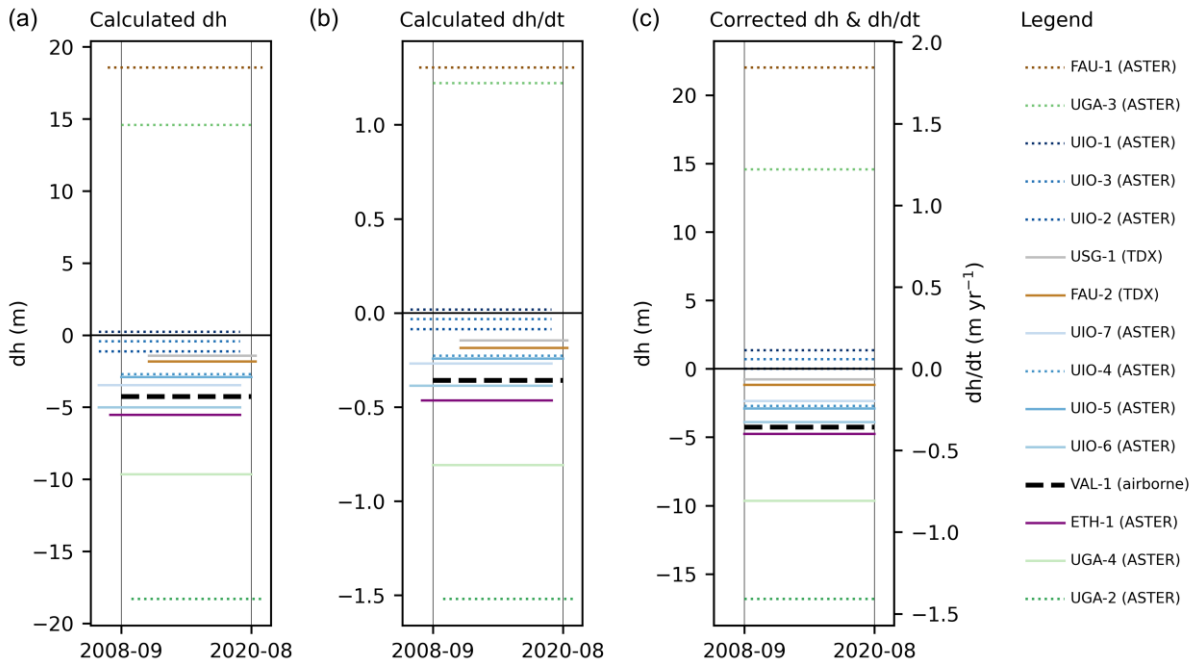 (a) Calculated dh
(b) Calculated dh/dt
(c) Corrected dh & dh/dt
Legend
20
15
10
5
0
−5
−10
−15
−20
dh (m)
2008-09 2020-08
1.0
0.5
0.0
−0.5
−1.0
−1.5
2008-09 2020-08
20
15
10
5
0
−5
−10
−15
dh (m)
2.0
1.5
1.0
0.5
0.0
−0.5
−1.0
−1.5
dh/dt (m yr⁻¹)
2008-09 2020-08
FAU-1 (ASTER)
UGA-3 (ASTER)
UIO-1 (ASTER)
UIO-3 (ASTER)
UIO-2 (ASTER)
USG-1 (TDX)
FAU-2 (TDX)
UIO-7 (ASTER)
UIO-4 (ASTER)
UIO-5 (ASTER)
UIO-6 (ASTER)
VAL-1 (airborne)
ETH-1 (ASTER)
UGA-4 (ASTER)
UGA-2 (ASTER)